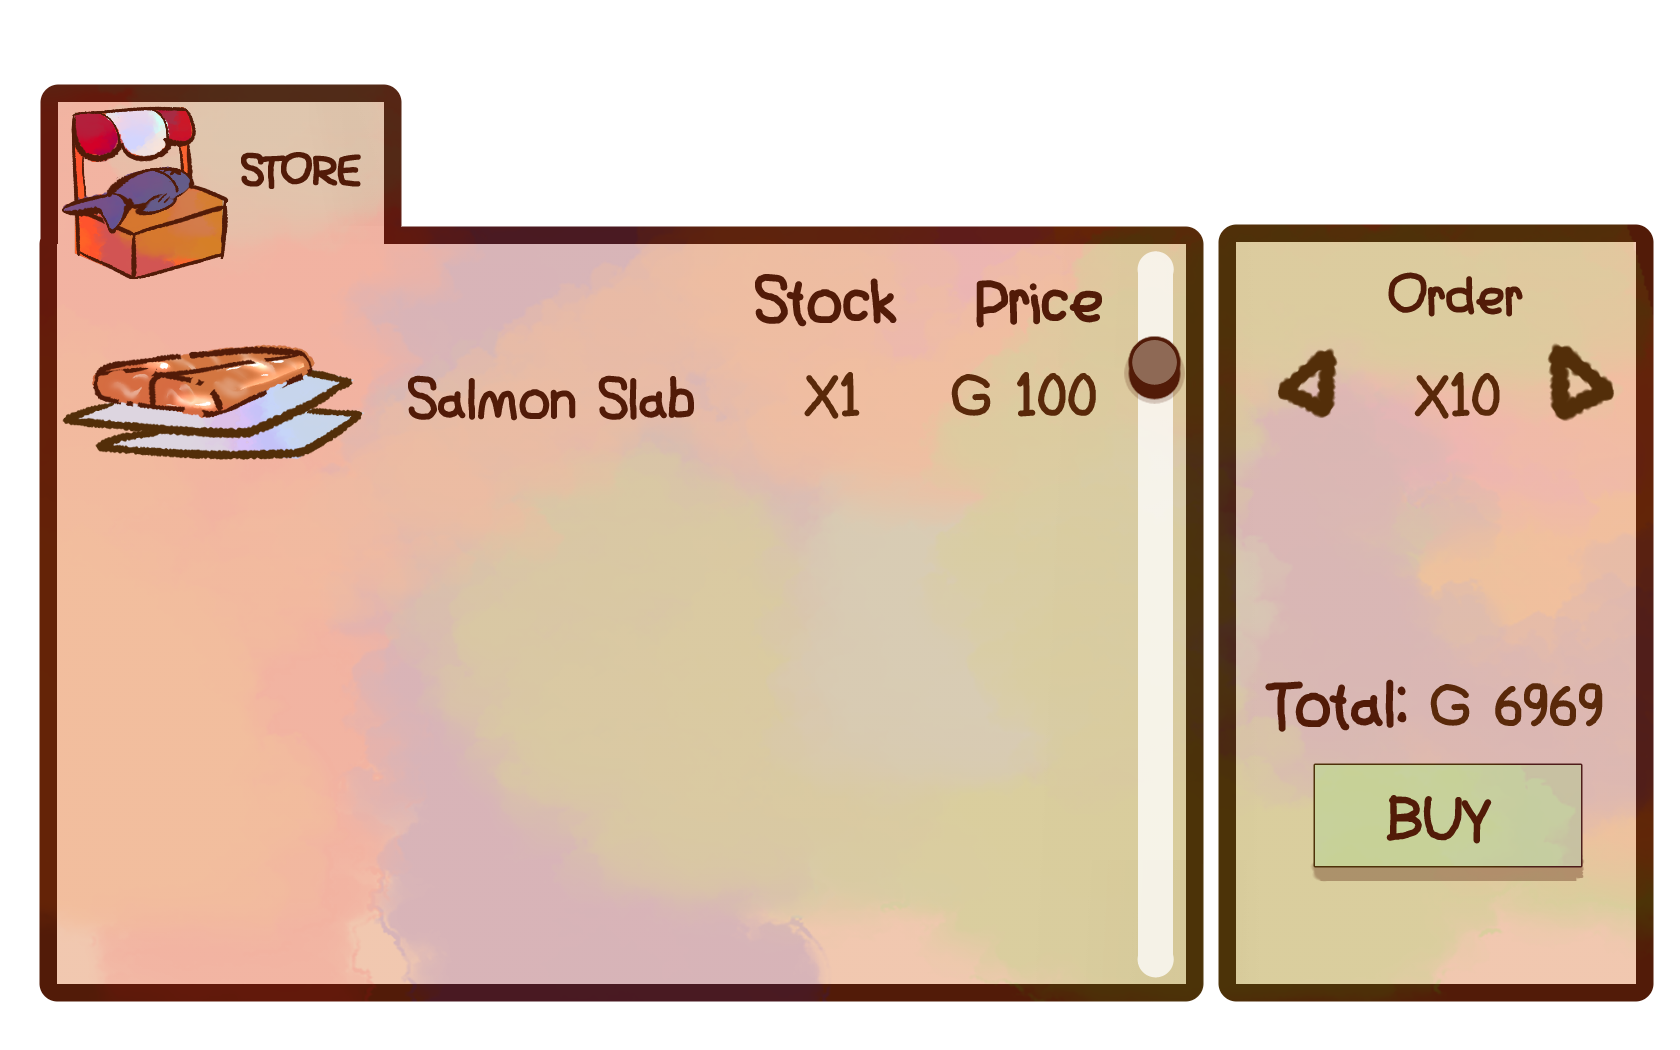 STORE
Stock Price Order
Salmon Slab X1 G 100 X10
Total: G 6969
BUY